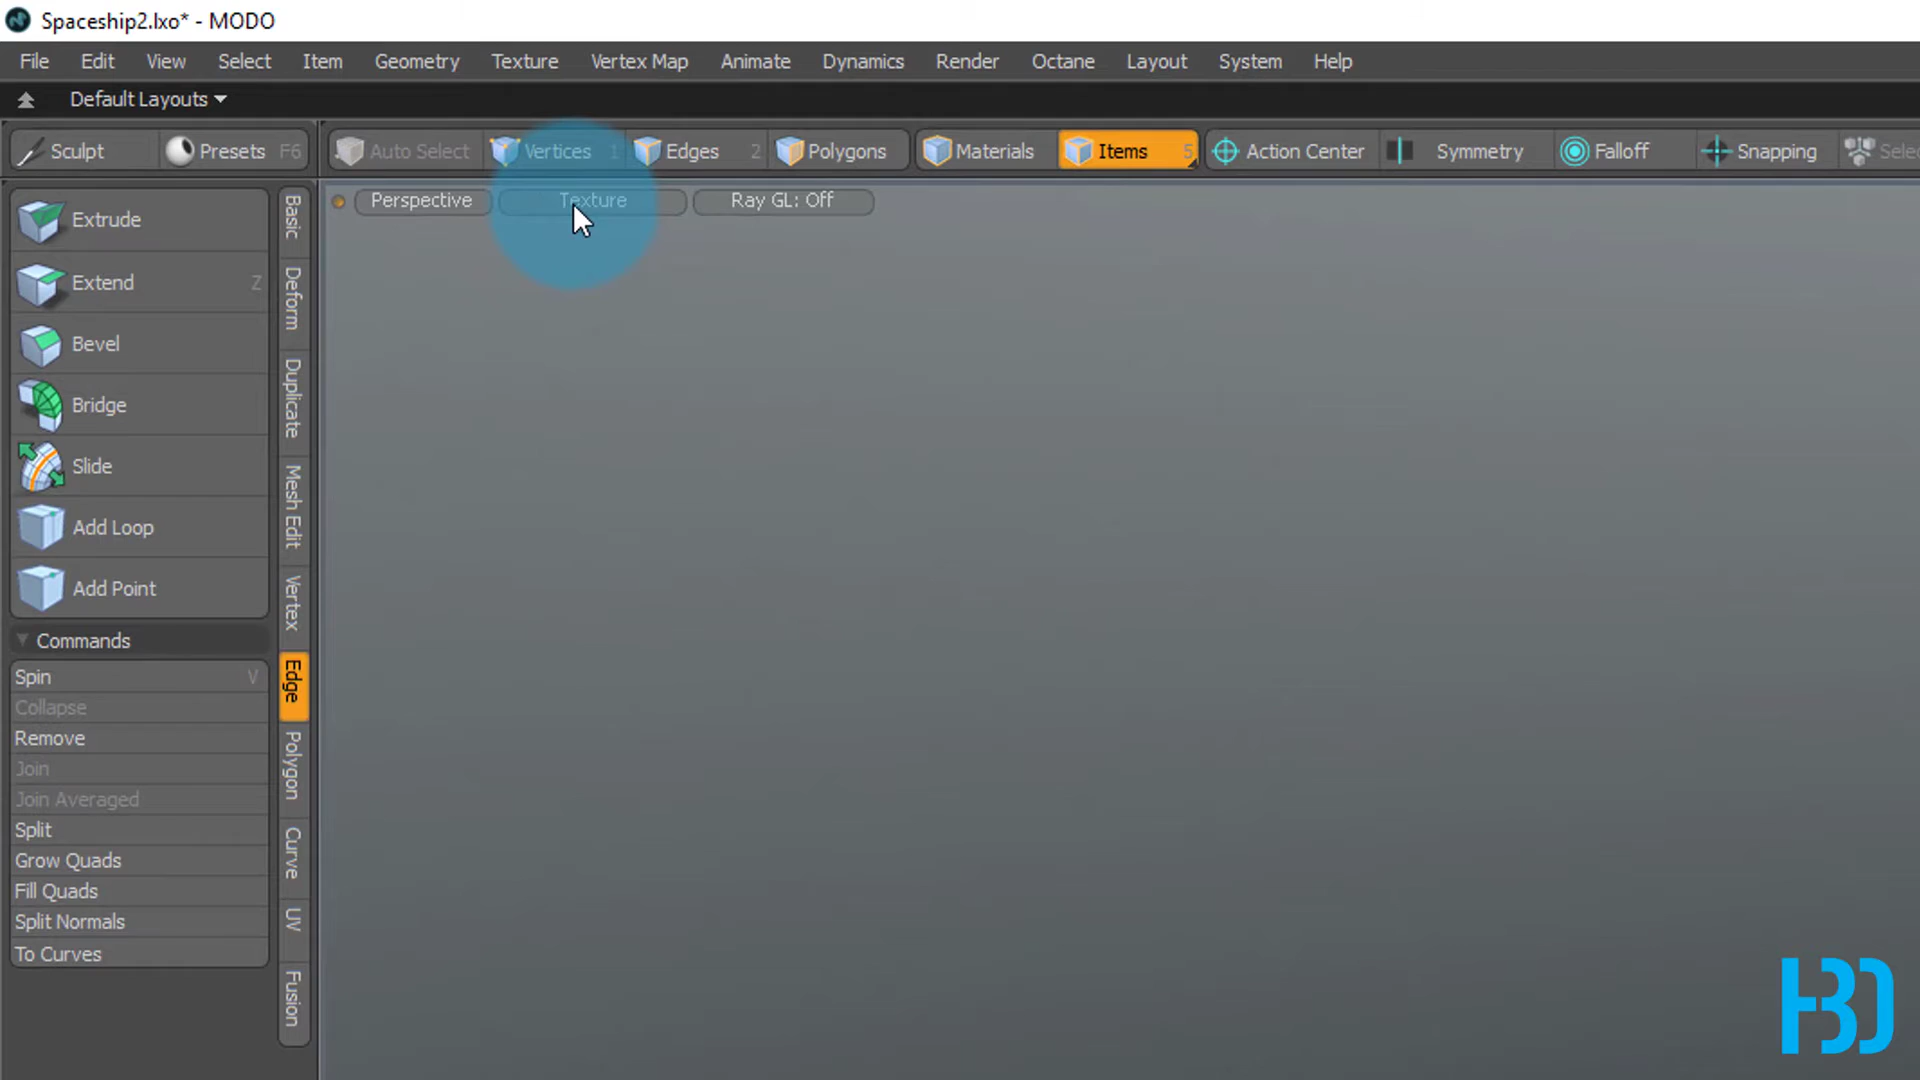 Spaceship2.lxo* - MODO
File Edit View Select Item Geometry Texture Vertex Map Animate Dynamics Render Octane Layout System Help
Default Layouts
Sculpt Presets F6 Auto Select Vertices 1 Edges 2 Polygons Materials Items 5 Action Center Symmetry Falloff Snapping Selec
Perspective Texture Ray GL: Off
Extrude
Extend Z
Bevel
Bridge
Slide
Add Loop
Add Point
Commands
Spin V
Collapse
Remove
Join
Join Averaged
Split
Grow Quads
Fill Quads
Split Normals
To Curves
Basic
Deform
Duplicate
Mesh Edit
Vertex
Edge
Polygon
Curve
UV
Fusion
H3D